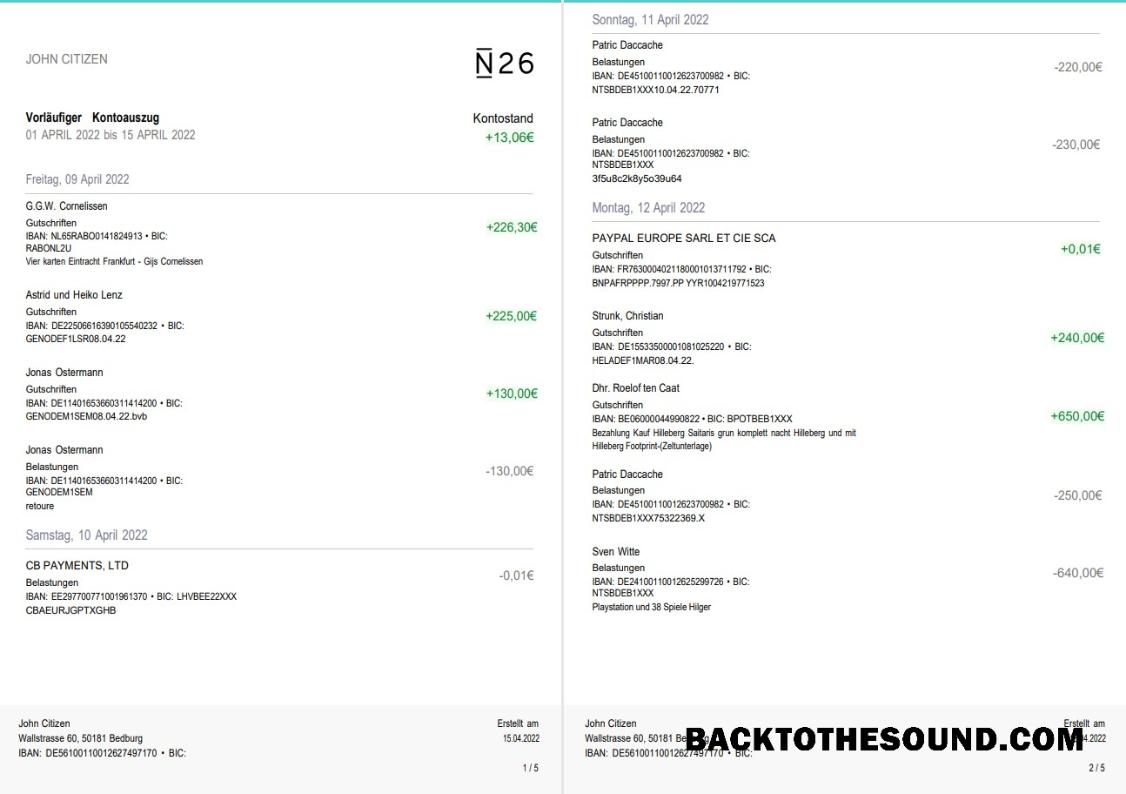 JOHN CITIZEN
N26
Vorläufiger Kontoauszug
Kontostand
01 APRIL 2022 bis 15 APRIL 2022
+13,06€
Freitag, 09 April 2022
G.G.W. Cornelissen
Gutschriften
+226,30€
IBAN: NL65RABO0141824913 • BIC:
RABONL2U
Vier karten Eintracht Frankfurt - Gijs Cornelissen
Astrid und Heiko Lenz
Gutschriften
+225,00€
IBAN: DE22506616390105540232 • BIC:
GENODEF1LSR08.04.22
Jonas Ostermann
Gutschriften
+130,00€
IBAN: DE11401653660311414200 • BIC:
GENODEM1SEM08.04.22.bvb
Jonas Ostermann
Belastungen
-130,00€
IBAN: DE11401653660311414200 • BIC:
GENODEM1SEM
retoure
Samstag, 10 April 2022
CB PAYMENTS, LTD
-0,01€
Belastungen
IBAN: EE297700771001961370 • BIC: LHVBEE22XXX
CBAEURJGPTXGHB
John Citizen
Erstellt am
Wallstrasse 60, 50181 Bedburg
15.04.2022
IBAN: DE56100110012627497170 • BIC:
1 / 5
Sonntag, 11 April 2022
Patric Daccache
Belastungen
-220,00€
IBAN: DE45100110012623700982 • BIC:
NTSBDEB1XXX10.04.22.70771
Patric Daccache
Belastungen
-230,00€
IBAN: DE45100110012623700982 • BIC:
NTSBDEB1XXX
3f5u8c2k8y5o39u64
Montag, 12 April 2022
PAYPAL EUROPE SARL ET CIE SCA
+0,01€
Gutschriften
IBAN: FR7630004021180001013711792 • BIC:
BNPAFRPPPP.7997.PP YYR1004219771523
Strunk, Christian
Gutschriften
+240,00€
IBAN: DE15533500001081025220 • BIC:
HELADEF1MAR08.04.22.
Dhr. Roelof ten Caat
Gutschriften
+650,00€
IBAN: BE06000044990822 • BIC: BPOTBEB1XXX
Bezahlung Kauf Hilleberg Saitaris grun komplett nacht Hilleberg und mit
Hilleberg Footprint-(Zeltunterlage)
Patric Daccache
Belastungen
-250,00€
IBAN: DE45100110012623700982 • BIC:
NTSBDEB1XXX75322369.X
Sven Witte
Belastungen
-640,00€
IBAN: DE24100110012625299726 • BIC:
NTSBDEB1XXX
Playstation und 38 Spiele Hilger
John Citizen
Erstellt am
Wallstrasse 60, 50181
BACKTOTHESOUND.COM
IBAN: DE56100110012627497170 • BIC:
2 / 5